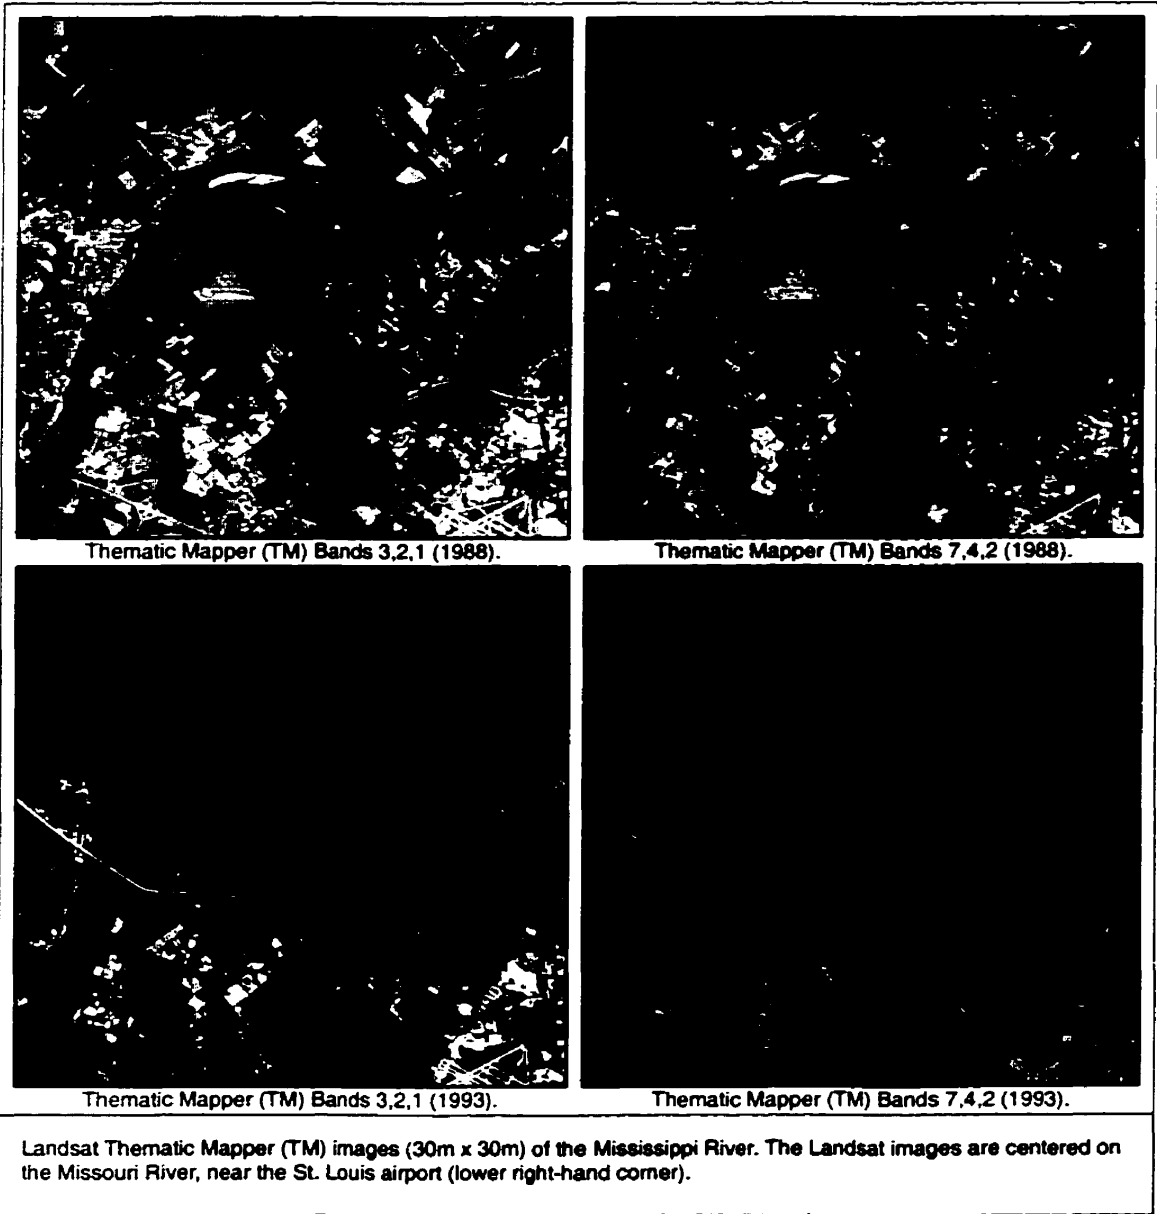 Thematic Mapper (TM) Bands 3,2,1 (1988).
Thematic Mapper (TM) Bands 7,4,2 (1988).
Thematic Mapper (TM) Bands 3,2,1 (1993).
Thematic Mapper (TM) Bands 7,4,2 (1993).
Landsat Thematic Mapper (TM) images (30m x 30m) of the Mississippi River. The Landsat images are centered on
the Missouri River, near the St. Louis airport (lower right-hand corner).